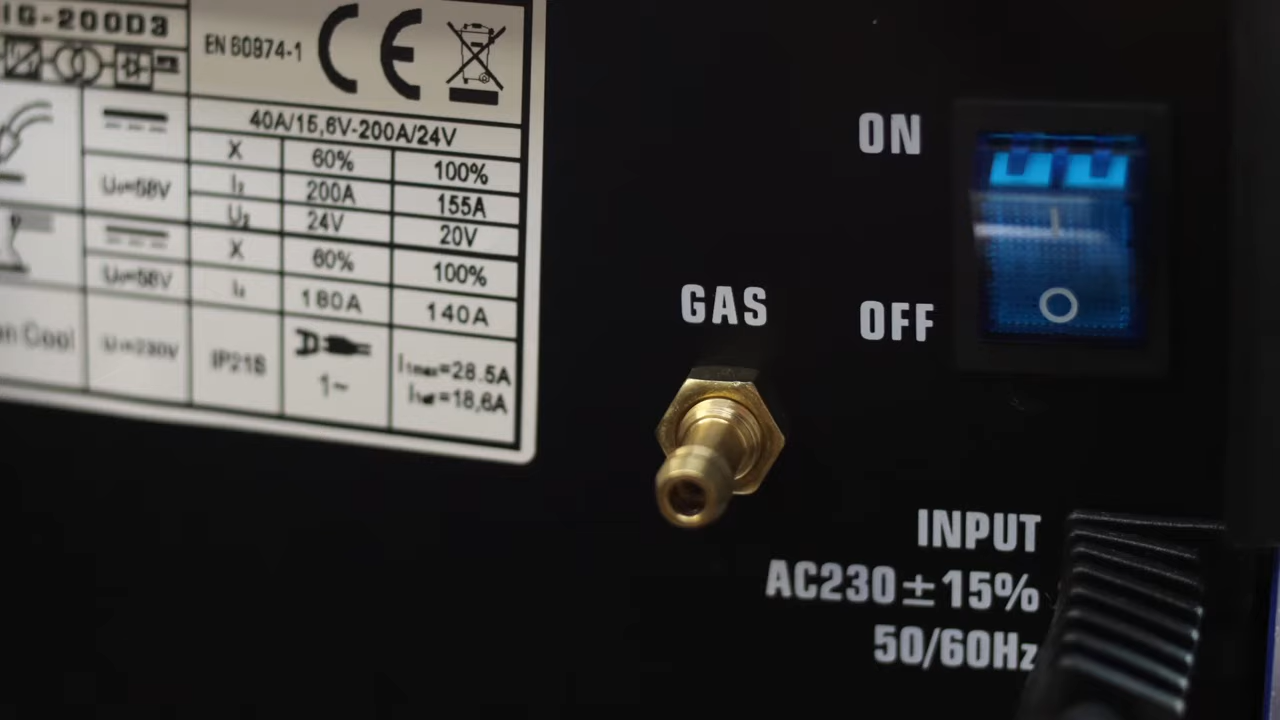 IG-200D3
EN 60974-1 CE
40A/15,6V-200A/24V
X 60% 100%
U₀=58V I₂ 200A 155A
U₂ 24V 20V
X 60% 100%
U₀=58V I₂ 180A 140A
an Cool U₁=230V IP21S 1~ I₁max=28.5A
I₁eff=18,6A
ON
OFF
GAS
INPUT
AC230±15%
50/60Hz